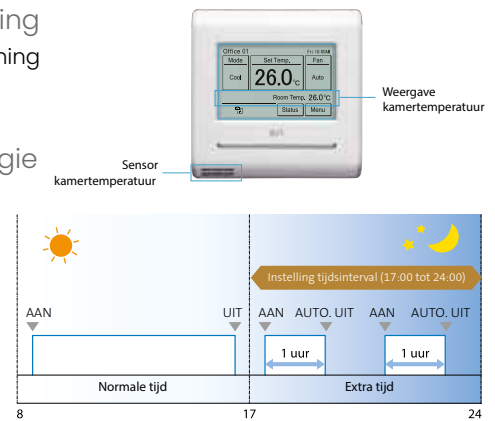 ing
ning
Office 01 Fri 10:00AM
Mode Set Temp. Fan
Cool 26.0°C Auto
Room Temp. 26.0°C
Status Menu
Weergave
kamertemperatuur
gie
Sensor
kamertemperatuur
Instelling tijdsinterval (17:00 tot 24:00)
AAN UIT AAN AUTO. UIT AAN AUTO. UIT
1 uur 1 uur
Normale tijd Extra tijd
8 17 24